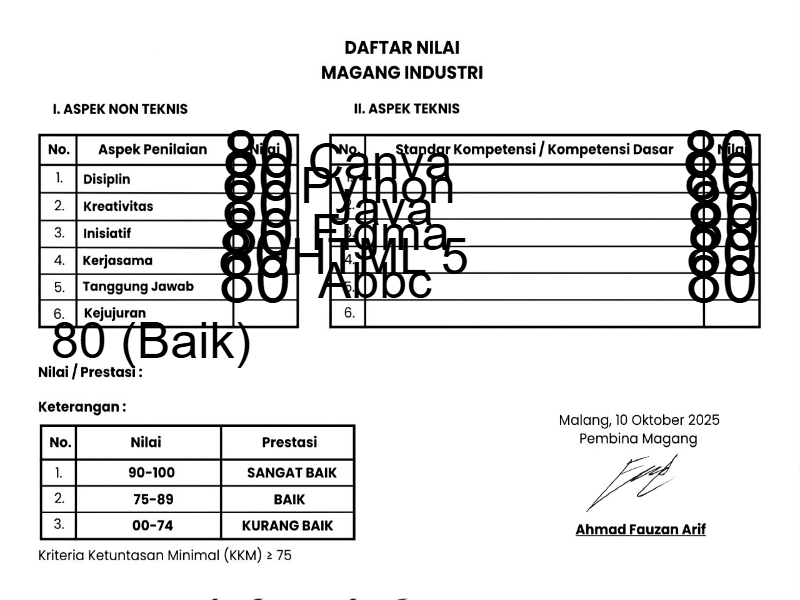 DAFTAR NILAI
MAGANG INDUSTRI
I. ASPEK NON TEKNIS
II. ASPEK TEKNIS
No. Aspek Penilaian Nilai
1. Disiplin 80
2. Kreativitas 80
3. Inisiatif 80
4. Kerjasama 80
5. Tanggung Jawab 80
6. Kejujuran 80
No. Standar Kompetensi / Kompetensi Dasar Nilai
1. Canva 80
2. Python 80
3. Java 80
4. Figma 80
5. HTML 5 80
6. Abbc 80
80 (Baik)
Nilai / Prestasi :
Keterangan :
No. Nilai Prestasi
1. 90-100 SANGAT BAIK
2. 75-89 BAIK
3. 00-74 KURANG BAIK
Kriteria Ketuntasan Minimal (KKM) ≥ 75
Malang, 10 Oktober 2025
Pembina Magang
Ahmad Fauzan Arif